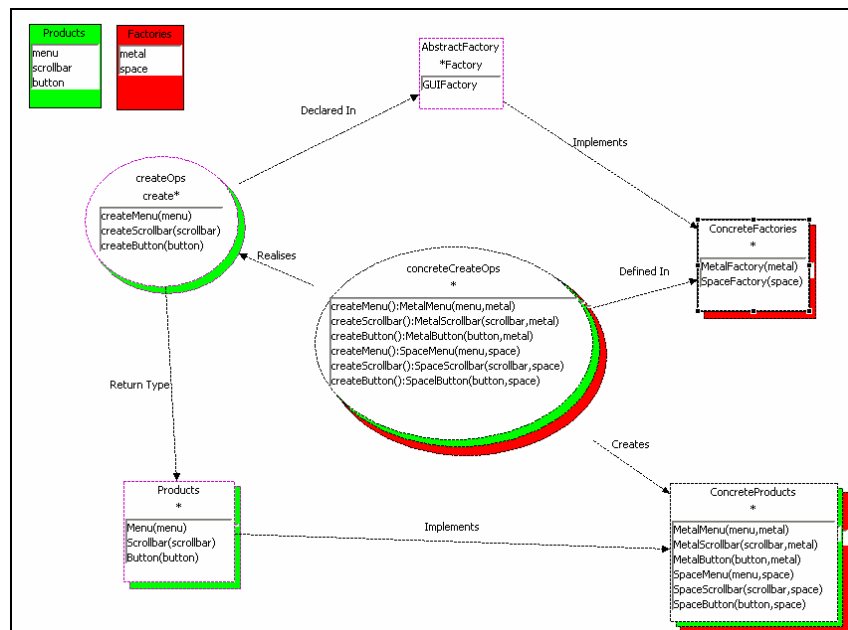 Products
menu
scrollbar
button
Factories
metal
space
AbstractFactory
*Factory
GUIFactory
Declared In
Implements
createOps
create*
createMenu(menu)
createScrollbar(scrollbar)
createButton(button)
Realises
concreteCreateOps
*
createMenu():MetalMenu(menu,metal)
createScrollbar():MetalScrollbar(scrollbar,metal)
createButton():MetalButton(button,metal)
createMenu():SpaceMenu(menu,space)
createScrollbar():SpaceScrollbar(scrollbar,space)
createButton():SpacelButton(button,space)
Defined In
ConcreteFactories
*
MetalFactory(metal)
SpaceFactory(space)
Return Type
Creates
Products
*
Menu(menu)
Scrollbar(scrollbar)
Button(button)
Implements
ConcreteProducts
*
MetalMenu(menu,metal)
MetalScrollbar(scrollbar,metal)
MetalButton(button,metal)
SpaceMenu(menu,space)
SpaceScrollbar(scrollbar,space)
SpaceButton(button,space)